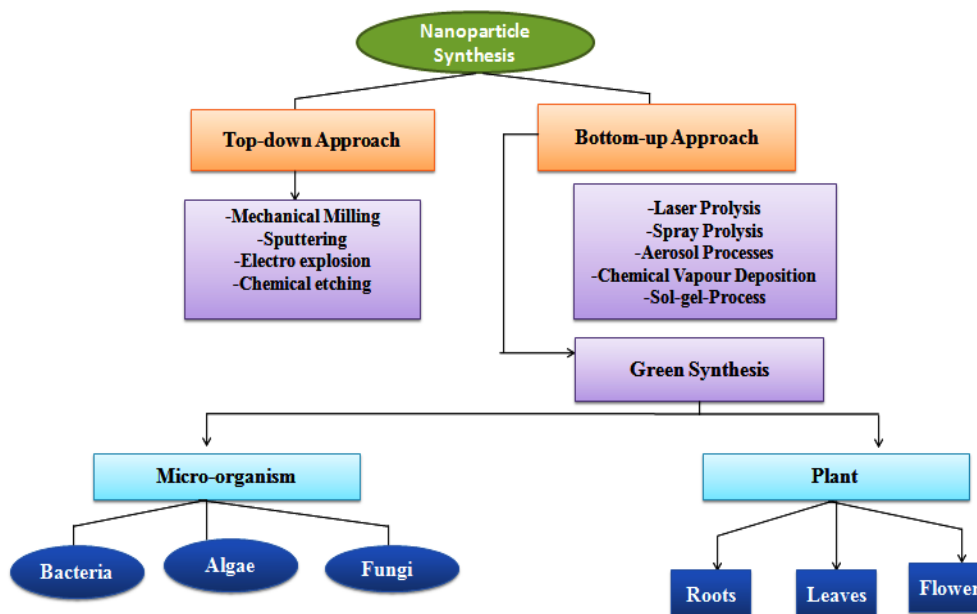 Nanoparticle
Synthesis
Top-down Approach
Bottom-up Approach
-Mechanical Milling
-Sputtering
-Electro explosion
-Chemical etching
-Laser Prolysis
-Spray Prolysis
-Aerosol Processes
-Chemical Vapour Deposition
-Sol-gel-Process
Green Synthesis
Micro-organism
Plant
Bacteria
Algae
Fungi
Roots
Leaves
Flower